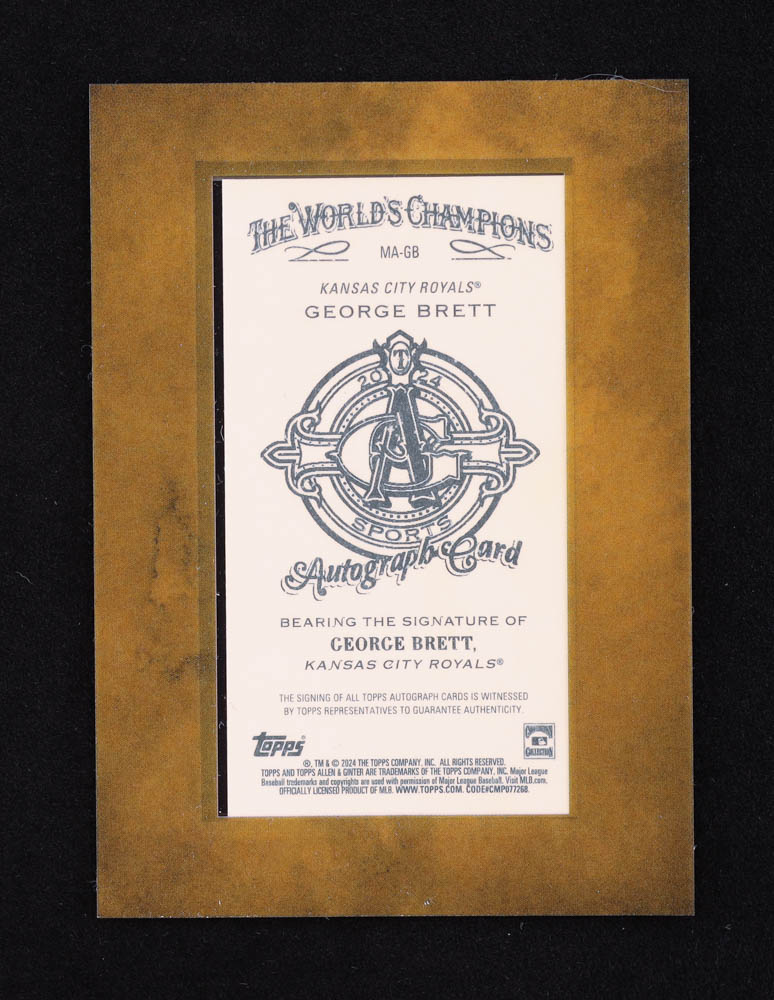 THE WORLD'S CHAMPIONS
MA-GB
KANSAS CITY ROYALS®
GEORGE BRETT
T
20 24
A&G
SPORTS
Autograph Card
BEARING THE SIGNATURE OF
GEORGE BRETT,
KANSAS CITY ROYALS®
THE SIGNING OF ALL TOPPS AUTOGRAPH CARDS IS WITNESSED
BY TOPPS REPRESENTATIVES TO GUARANTEE AUTHENTICITY.
topps
COOPERSTOWN
COLLECTION
®, TM & © 2024 THE TOPPS COMPANY, INC. ALL RIGHTS RESERVED.
TOPPS AND TOPPS ALLEN & GINTER ARE TRADEMARKS OF THE TOPPS COMPANY, INC. Major League
Baseball trademarks and copyrights are used with permission of Major League Baseball. Visit MLB.com.
OFFICIALLY LICENSED PRODUCT OF MLB. WWW.TOPPS.COM. CODE#CMP077268.